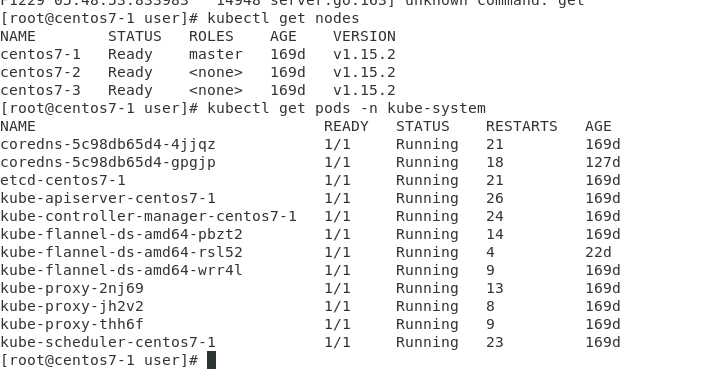 F1229 05:48:53.833983   14948 server.go:163] unknown command: get
[root@centos7-1 user]# kubectl get nodes
NAME        STATUS   ROLES    AGE    VERSION
centos7-1   Ready    master   169d   v1.15.2
centos7-2   Ready    <none>   169d   v1.15.2
centos7-3   Ready    <none>   169d   v1.15.2
[root@centos7-1 user]# kubectl get pods -n kube-system
NAME                                READY   STATUS    RESTARTS   AGE
coredns-5c98db65d4-4jjqz            1/1     Running   21         169d
coredns-5c98db65d4-gpgjp            1/1     Running   18         127d
etcd-centos7-1                      1/1     Running   21         169d
kube-apiserver-centos7-1            1/1     Running   26         169d
kube-controller-manager-centos7-1   1/1     Running   24         169d
kube-flannel-ds-amd64-pbzt2         1/1     Running   14         169d
kube-flannel-ds-amd64-rsl52         1/1     Running   4          22d
kube-flannel-ds-amd64-wrr4l         1/1     Running   9          169d
kube-proxy-2nj69                    1/1     Running   13         169d
kube-proxy-jh2v2                    1/1     Running   8          169d
kube-proxy-thh6f                    1/1     Running   9          169d
kube-scheduler-centos7-1            1/1     Running   23         169d
[root@centos7-1 user]#